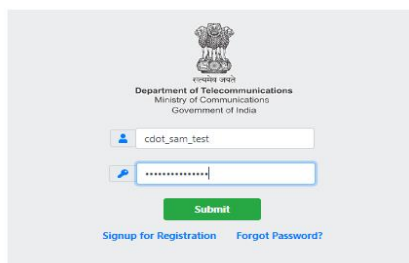 सत्यमेव जयते
Department of Telecommunications
Ministry of Communications
Government of India
cdot_sam_test
•••••••••••••••
Submit
Signup for Registration Forgot Password?